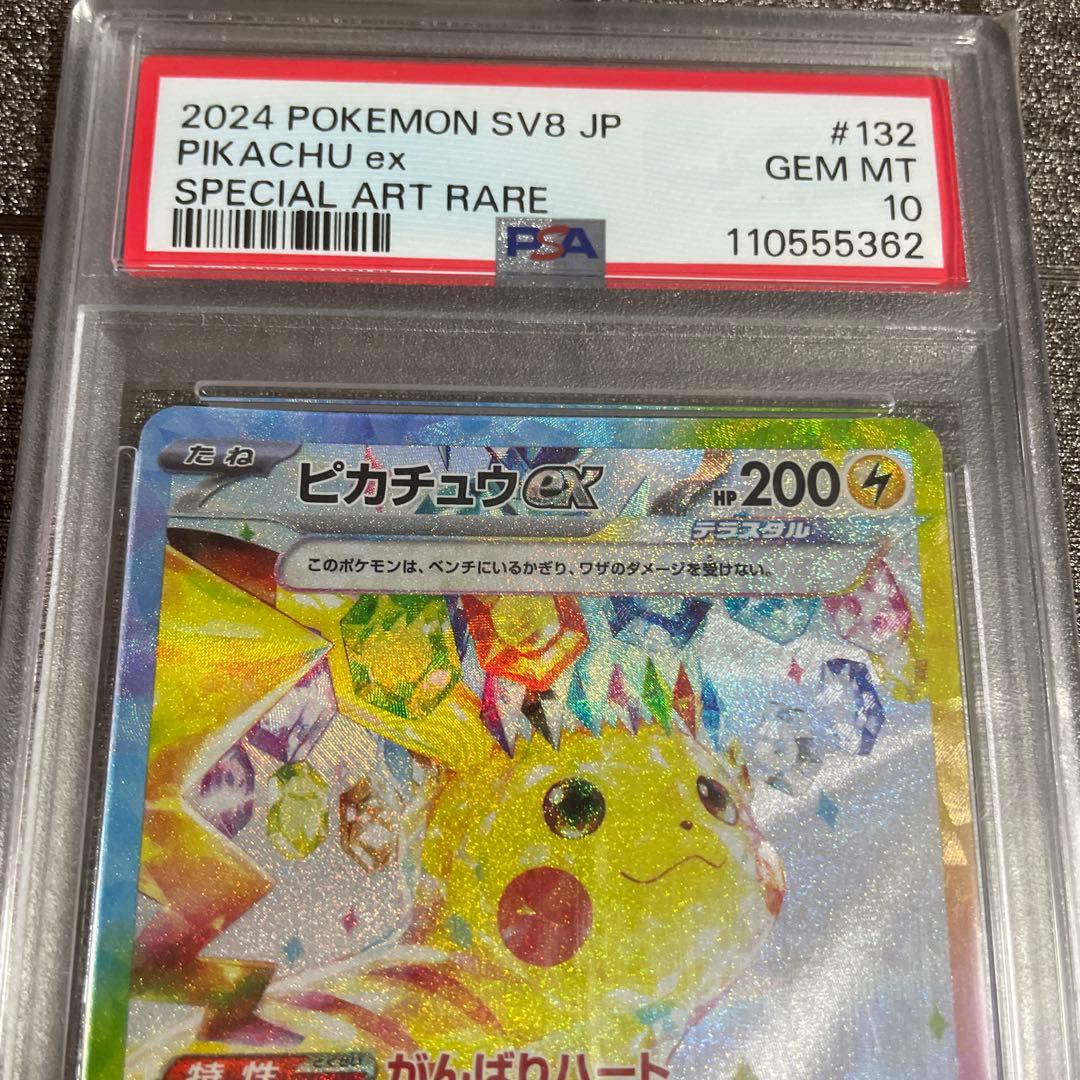 2024 POKEMON SV8 JP #132
PIKACHU ex GEM MT
SPECIAL ART RARE 10
PSA 110555362
たね ピカチュウex HP 200
テラスタル
このポケモンは、ベンチにいるかぎり、ワザのダメージを受けない。
特性 がんばりハート